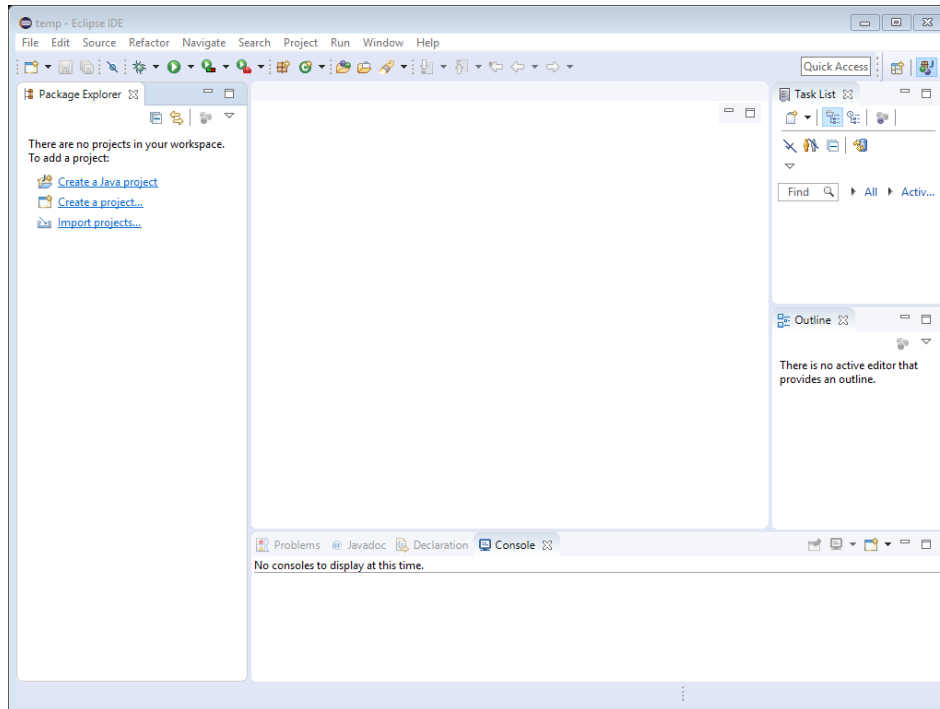 temp - Eclipse IDE
File Edit Source Refactor Navigate Search Project Run Window Help
Quick Access
Package Explorer
There are no projects in your workspace.
To add a project:
Create a Java project
Create a project...
Import projects...
Task List
Find All Activ...
Outline
There is no active editor that
provides an outline.
Problems @ Javadoc Declaration Console
No consoles to display at this time.